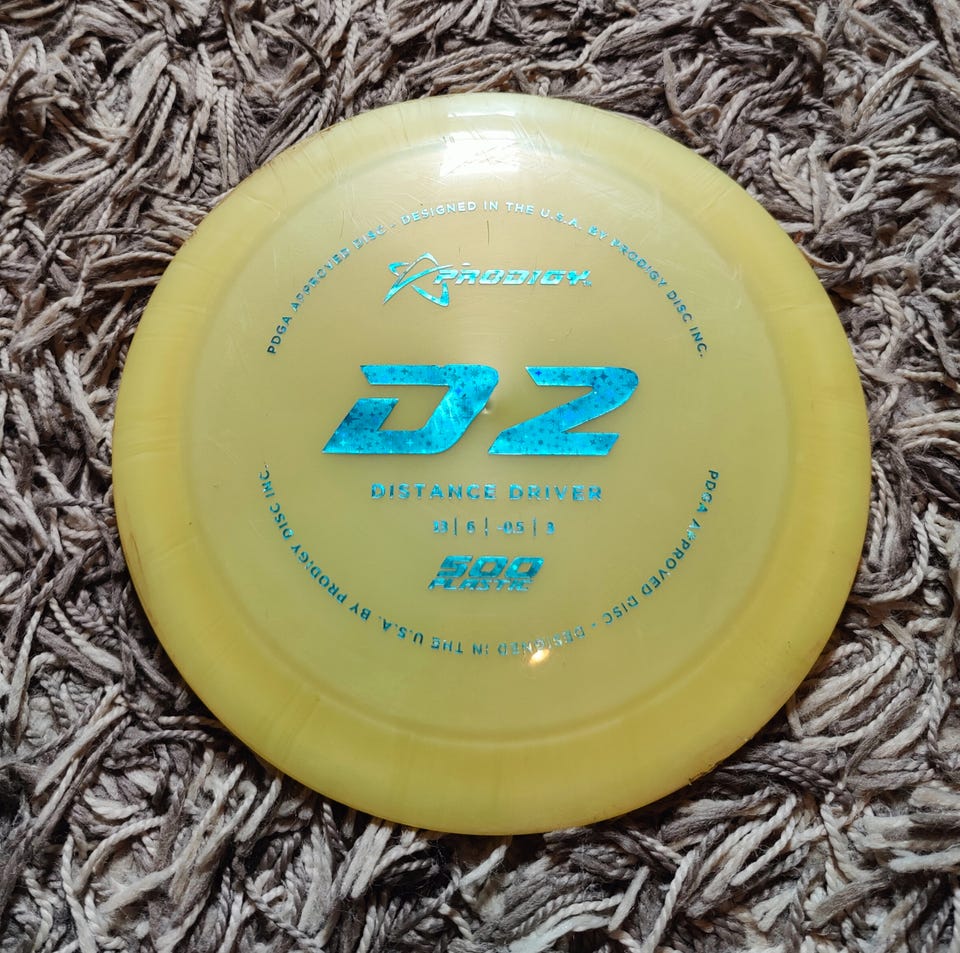 PDGA APPROVED DISC - DESIGNED IN THE U.S.A. BY PRODIGY DISC INC.
PRODIGY
D2
DISTANCE DRIVER
13 | 6 | -0.5 | 3
500
PLASTIC
PDGA APPROVED DISC - DESIGNED IN THE U.S.A. BY PRODIGY DISC INC.